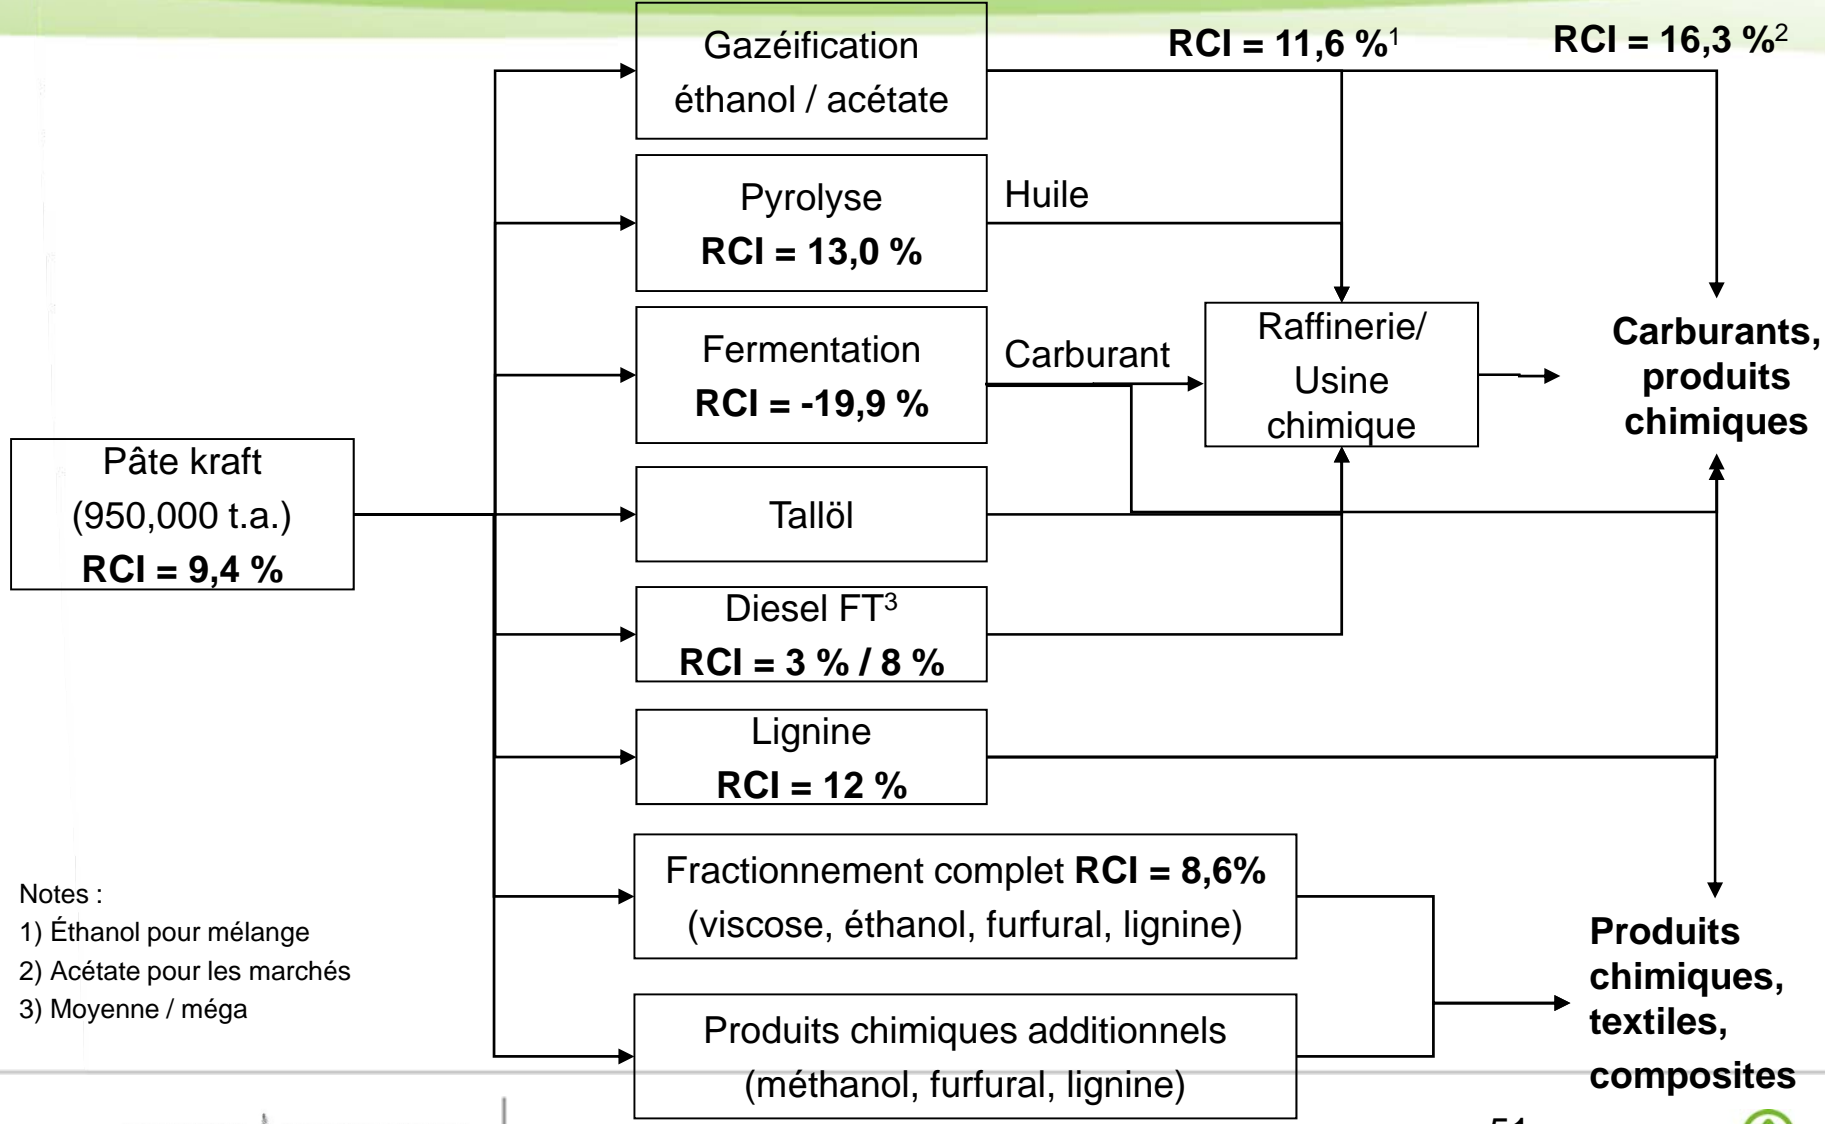 Gazéification
éthanol / acétate
RCI = 11,6 %¹
RCI = 16,3 %²
Pyrolyse
RCI = 13,0 %
Huile
Fermentation
RCI = -19,9 %
Carburant
Raffinerie/
Usine
chimique
Carburants,
produits
chimiques
Pâte kraft
(950,000 t.a.)
RCI = 9,4 %
Tallöl
Diesel FT³
RCI = 3 % / 8 %
Lignine
RCI = 12 %
Fractionnement complet RCI = 8,6%
(viscose, éthanol, furfural, lignine)
Produits chimiques additionnels
(méthanol, furfural, lignine)
Produits
chimiques,
textiles,
composites
Notes :
1) Éthanol pour mélange
2) Acétate pour les marchés
3) Moyenne / méga